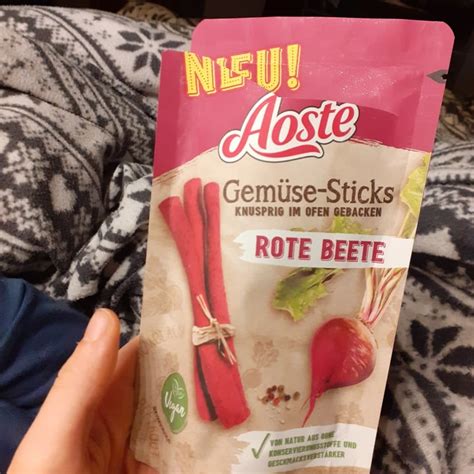 NEU!
Aoste
Gemüse-Sticks
KNUSPRIG IM OFEN GEBACKEN
ROTE BEETE
Vegan
✓ VON NATUR AUS OHNE
KONSERVIERUNGSSTOFFE UND
GESCHMACKSVERSTÄRKER